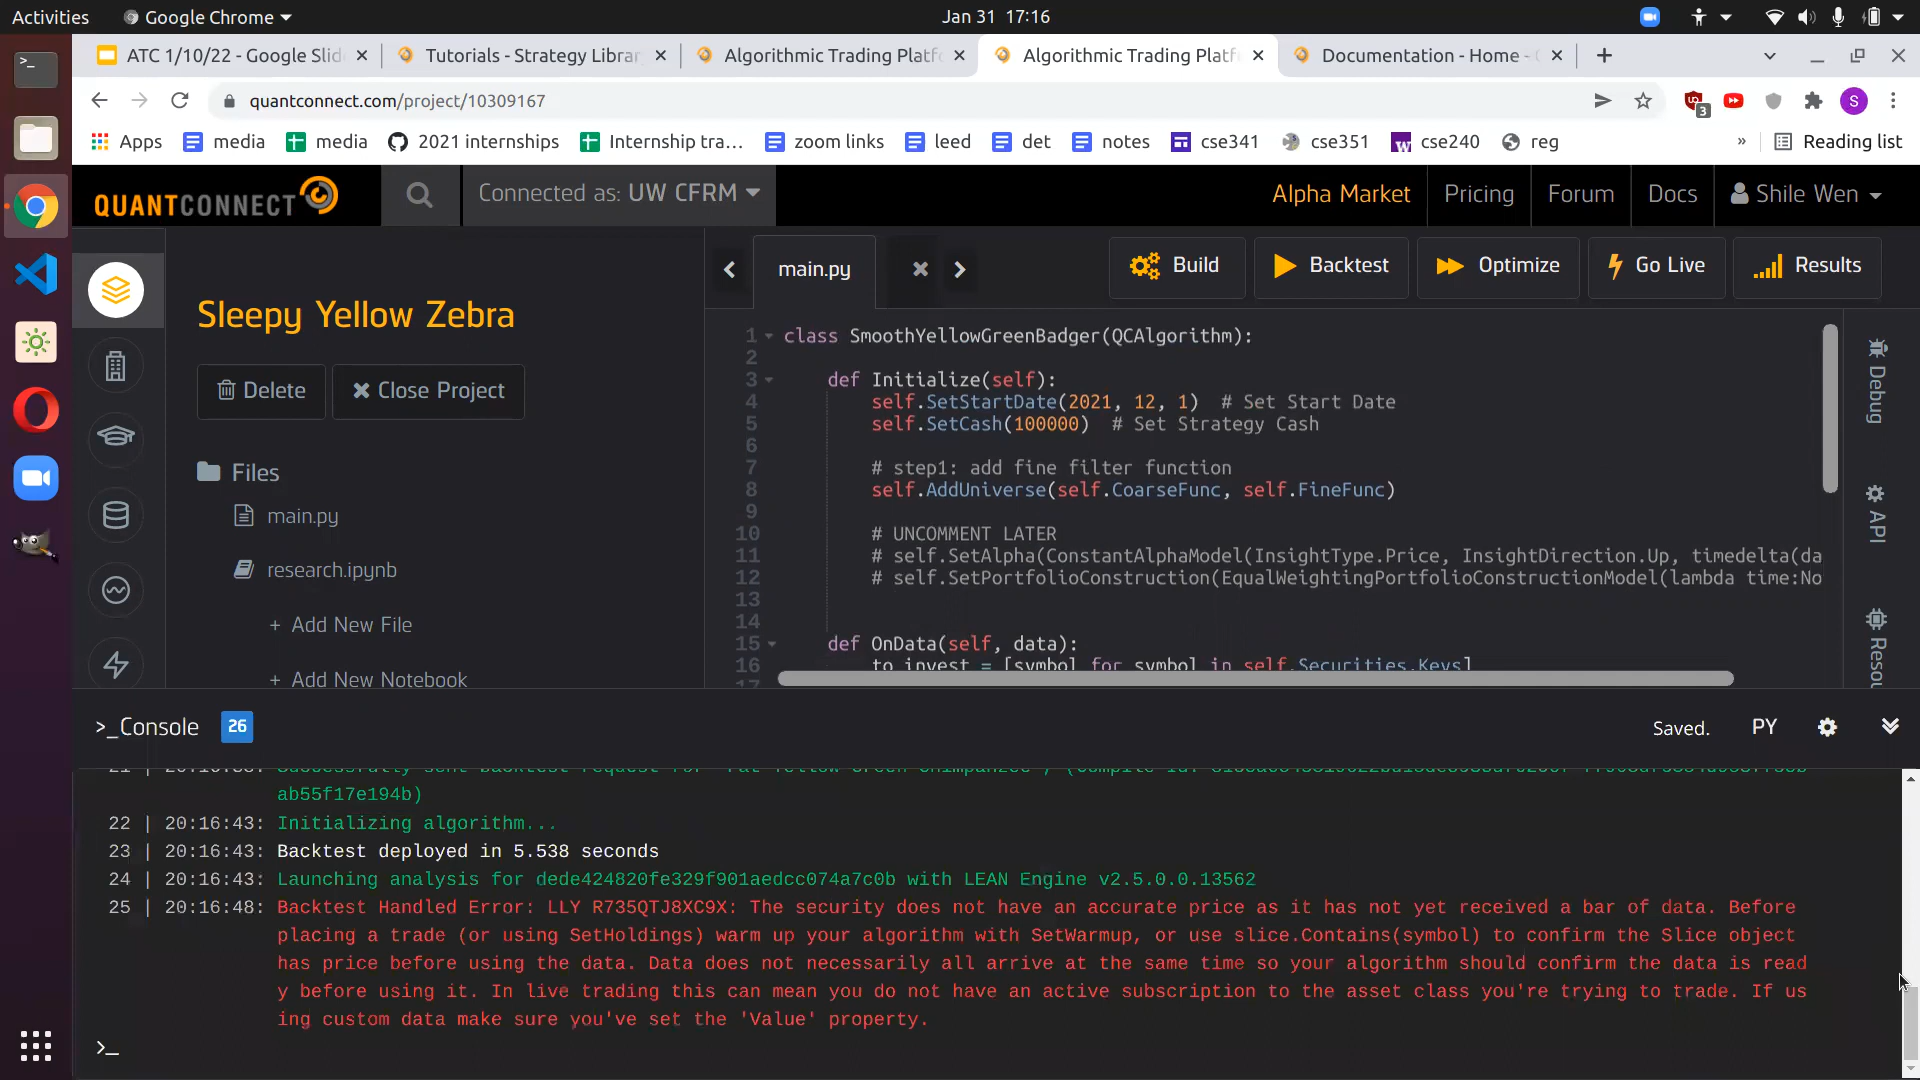 Activities
Google Chrome
Jan 31 17:16
ATC 1/10/22 - Google Slid
Tutorials - Strategy Librar
Algorithmic Trading Platf
Algorithmic Trading Platf
Documentation - Home -
quantconnect.com/project/10309167
3
S
Apps
media
media
2021 internships
Internship tra...
zoom links
leed
det
notes
cse341
cse351
cse240
reg
»
Reading list
QUANTCONNECT
Connected as: UW CFRM
Alpha Market
Pricing
Forum
Docs
Shile Wen
Sleepy Yellow Zebra
Delete
Close Project
Files
main.py
research.ipynb
+ Add New File
+ Add New Notebook
main.py
Build
Backtest
Optimize
Go Live
Results
1 class SmoothYellowGreenBadger(QCAlgorithm):
2
3 def Initialize(self):
4 self.SetStartDate(2021, 12, 1) # Set Start Date
5 self.SetCash(100000) # Set Strategy Cash
6
7 # step1: add fine filter function
8 self.AddUniverse(self.CoarseFunc, self.FineFunc)
9
10 # UNCOMMENT LATER
11 # self.SetAlpha(ConstantAlphaModel(InsightType.Price, InsightDirection.Up, timedelta(da
12 # self.SetPortfolioConstruction(EqualWeightingPortfolioConstructionModel(lambda time:No
13
14
15 def OnData(self, data):
16 to_invest = [symbol for symbol in self.Securities.Keys]
17
Debug
API
Resou
>_Console 26
Saved.
PY
ab55f17e194b)
22 | 20:16:43: Initializing algorithm...
23 | 20:16:43: Backtest deployed in 5.538 seconds
24 | 20:16:43: Launching analysis for dede424820fe329f901aedcc074a7c0b with LEAN Engine v2.5.0.0.13562
25 | 20:16:48: Backtest Handled Error: LLY R735QTJ8XC9X: The security does not have an accurate price as it has not yet received a bar of data. Before
placing a trade (or using SetHoldings) warm up your algorithm with SetWarmup, or use slice.Contains(symbol) to confirm the Slice object
has price before using the data. Data does not necessarily all arrive at the same time so your algorithm should confirm the data is read
y before using it. In live trading this can mean you do not have an active subscription to the asset class you're trying to trade. If us
ing custom data make sure you've set the 'Value' property.
>_